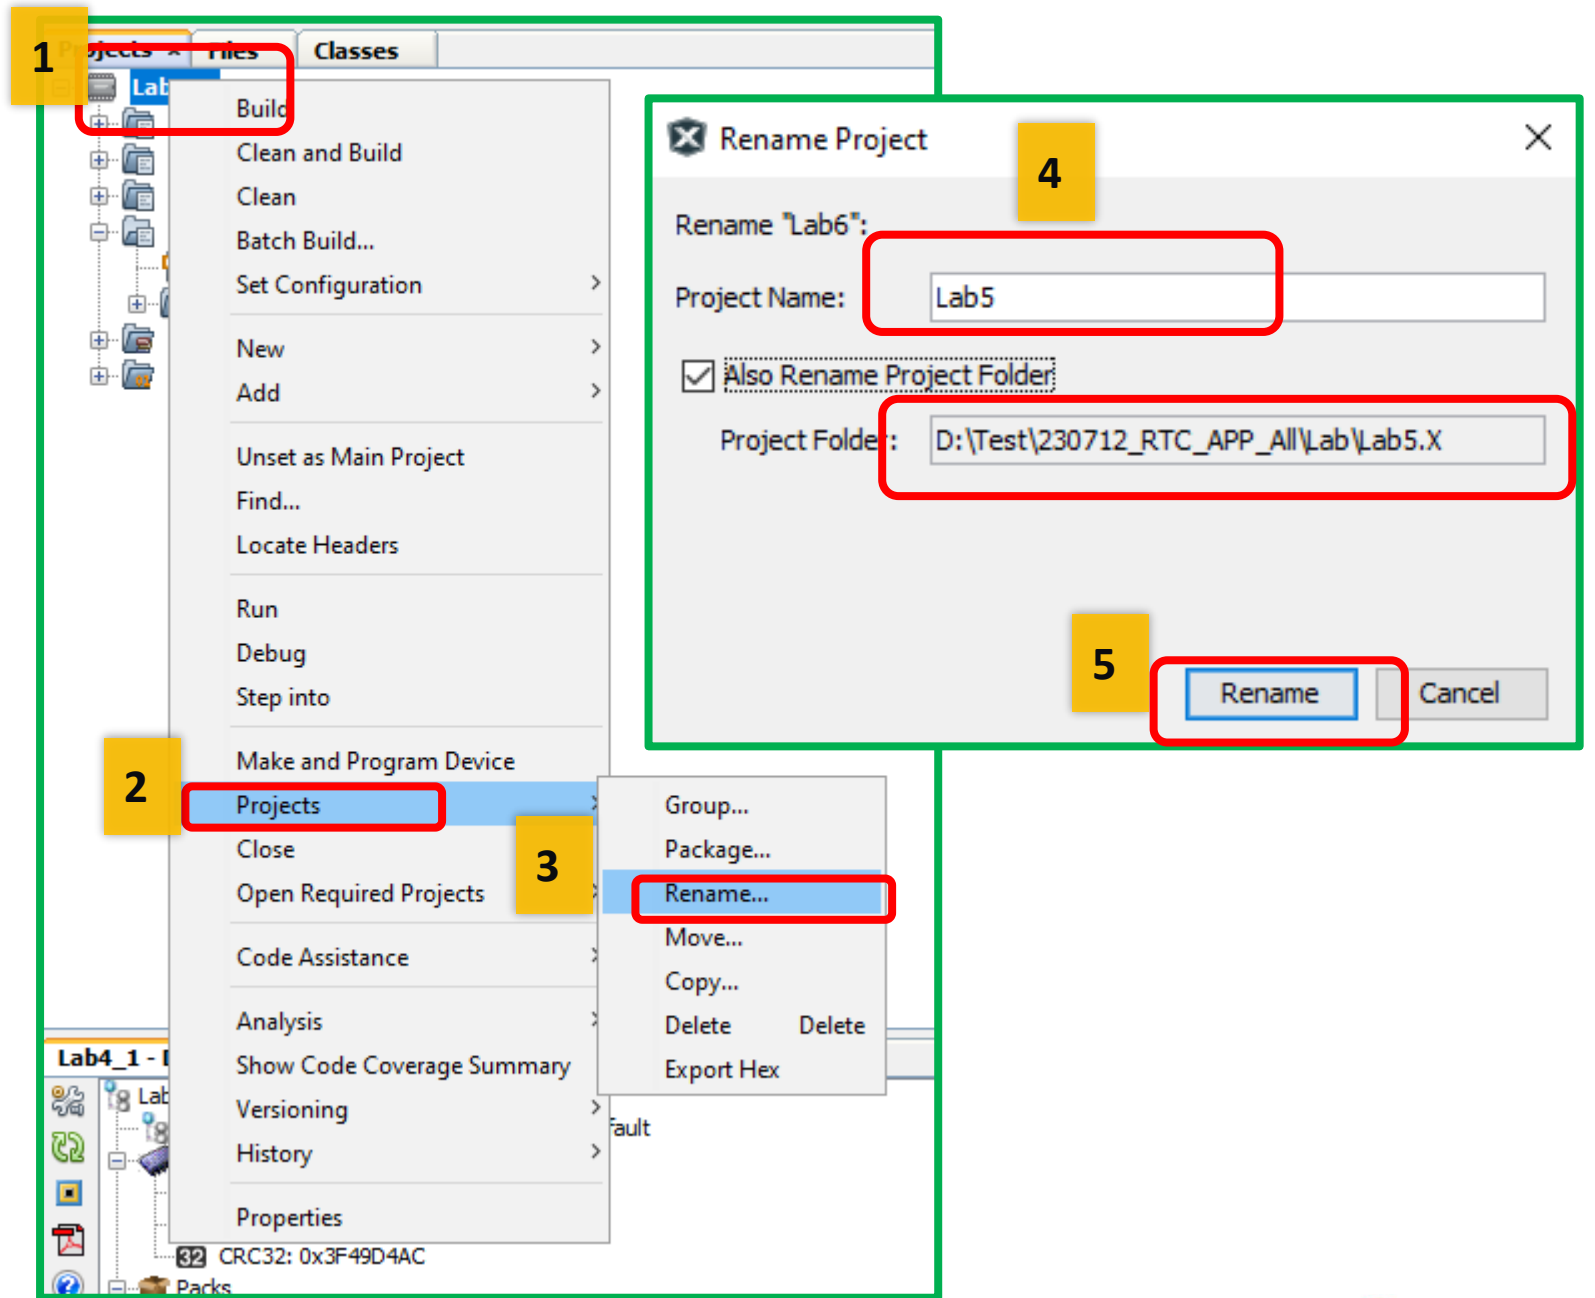 1
Projects
Files
Classes
Lab
Build
Clean and Build
Clean
Batch Build...
Set Configuration
New
Add
Unset as Main Project
Find...
Locate Headers
Run
Debug
Step into
Make and Program Device
2
Projects
Close
Open Required Projects
Code Assistance
Analysis
Show Code Coverage Summary
Versioning
History
Properties
3
Group...
Package...
Rename...
Move...
Copy...
Delete Delete
Export Hex
Lab4_1 -
Lab
fault
32 CRC32: 0x3F49D4AC
Packs
Rename Project
4
Rename "Lab6":
Project Name: Lab5
Also Rename Project Folder
Project Folder: D:\Test\230712_RTC_APP_All\Lab\Lab5.X
5
Rename Cancel